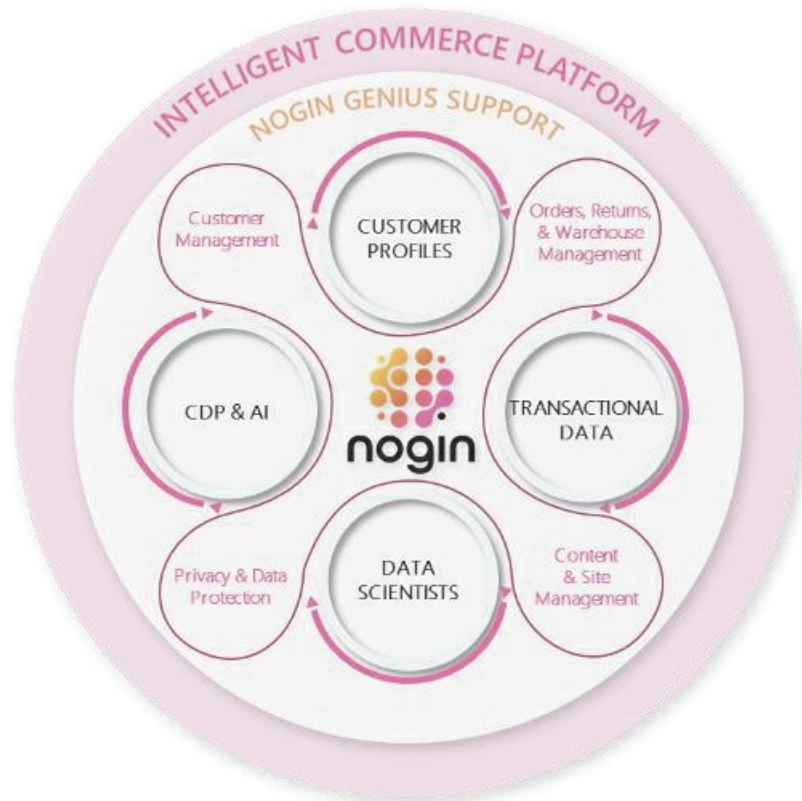 INTELLIGENT COMMERCE PLATFORM
NOGIN GENIUS SUPPORT
Customer
Management
CUSTOMER
PROFILES
Orders, Returns,
& Warehouse
Management
CDP & AI
nogin
TRANSACTIONAL
DATA
Privacy & Data
Protection
DATA
SCIENTISTS
Content
& Site
Management